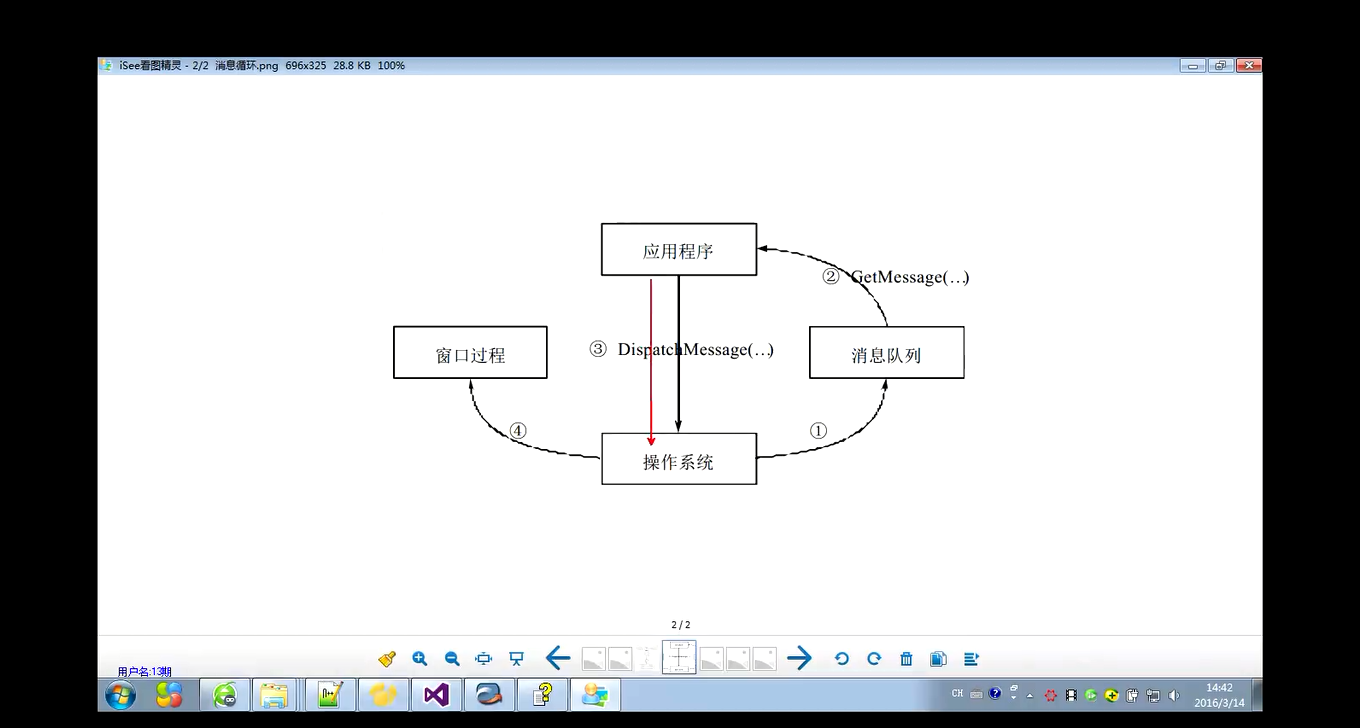 iSee看图精灵 - 2/2 消息循环.png 696x325 28.8 KB 100%
应用程序
② GetMessage(…)
窗口过程
③ DispatchMessage(…)
消息队列
④
①
操作系统
2 / 2
用户名:13期
CH
14:42
2016/3/14